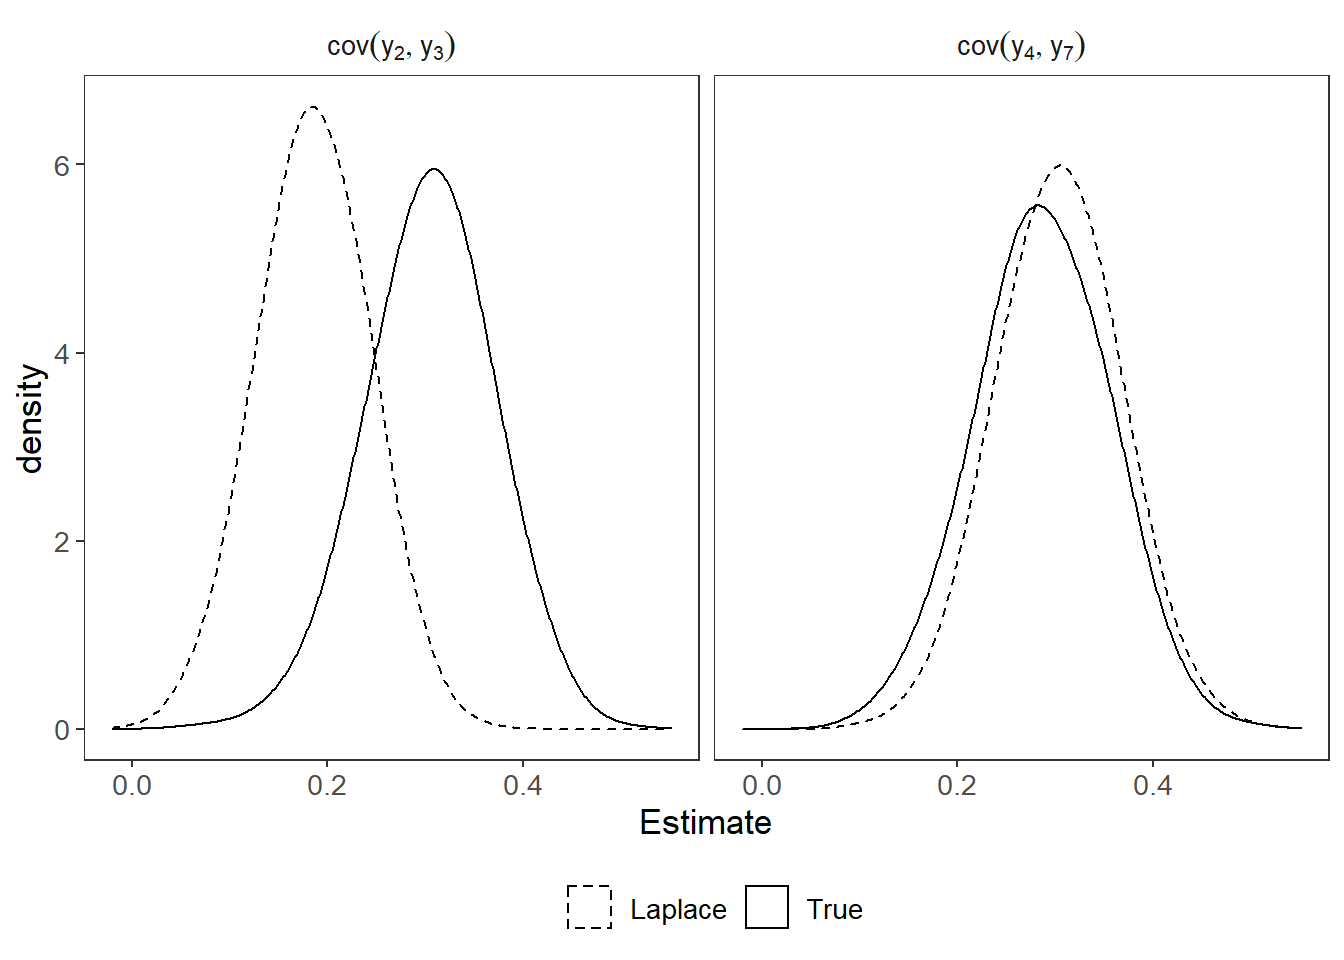 cov(y₂, y₃)
cov(y₄, y₇)
density
6
4
2
0
0.0 0.2 0.4
0.0 0.2 0.4
Estimate
Laplace True